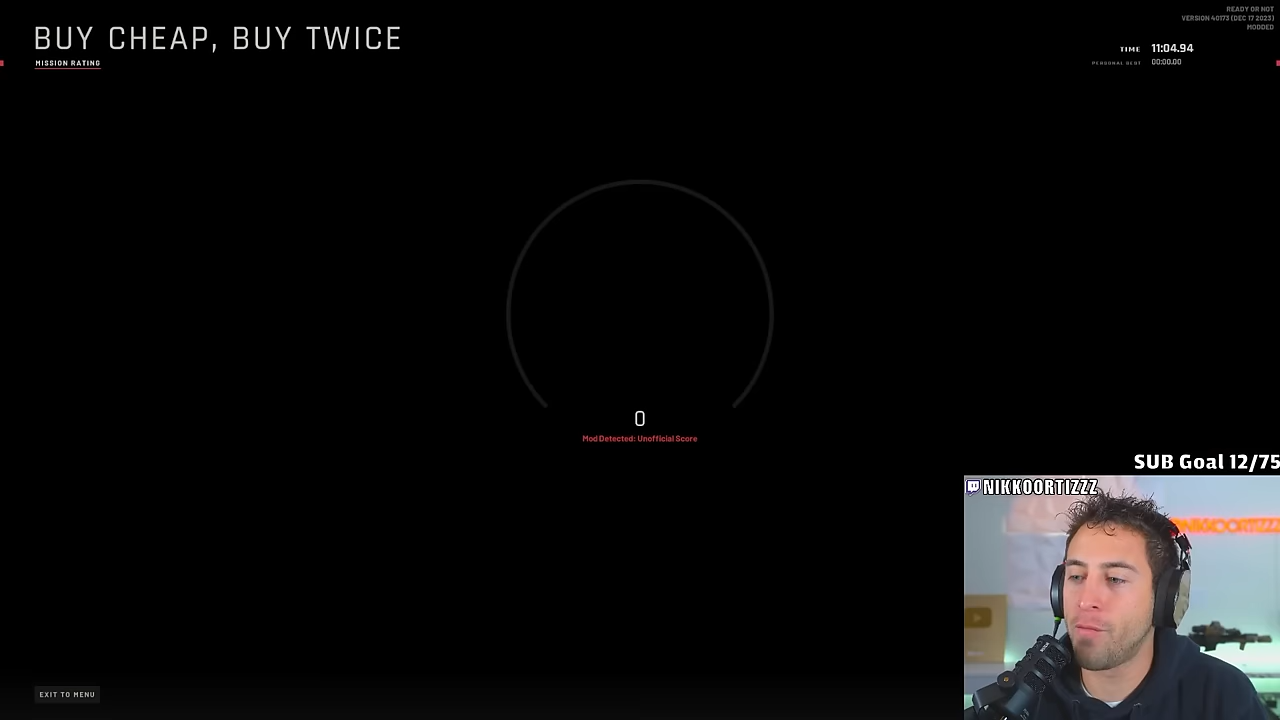 READY OR NOT
VERSION 40173 (DEC 17 2023)
MODDED
BUY CHEAP, BUY TWICE
MISSION RATING
TIME 11:04.94
PERSONAL BEST 00:00.00
0
Mod Detected: Unofficial Score
SUB Goal 12/75
NIKKOORTIZZZ
NIKKOORTIZZZ
EXIT TO MENU